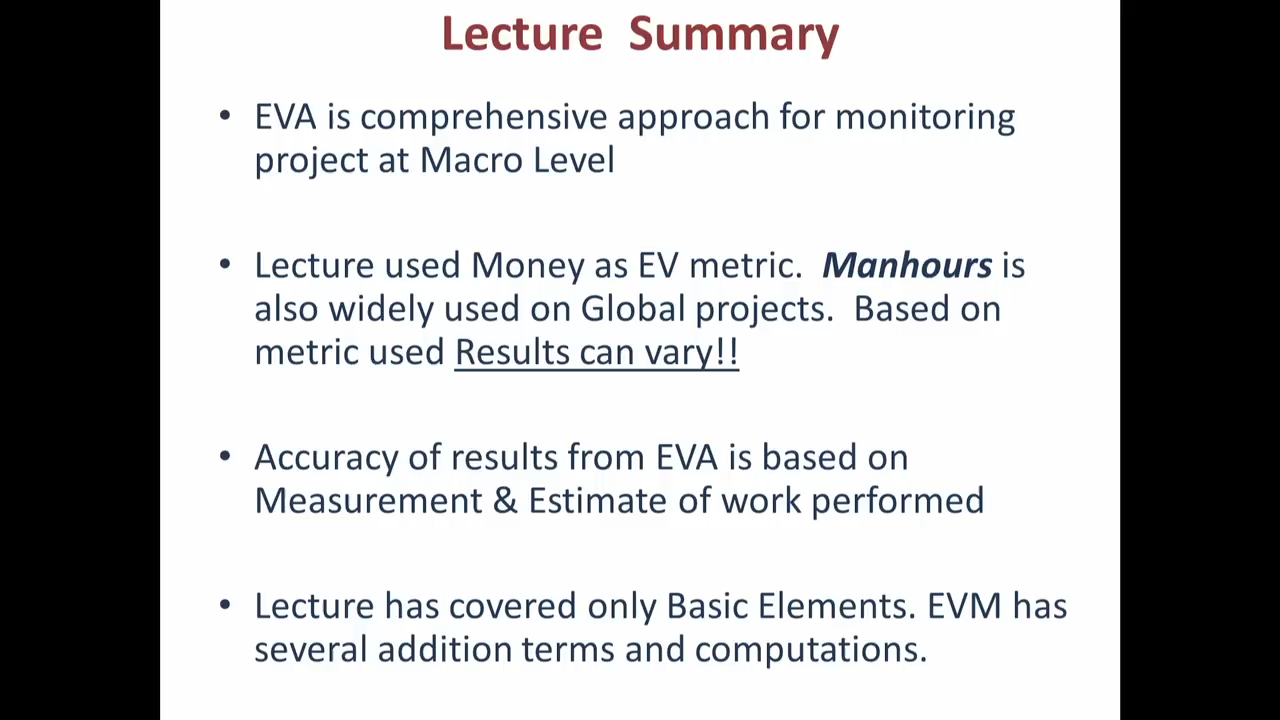 Lecture Summary
• EVA is comprehensive approach for monitoring
project at Macro Level
• Lecture used Money as EV metric. Manhours is
also widely used on Global projects. Based on
metric used Results can vary!!
• Accuracy of results from EVA is based on
Measurement & Estimate of work performed
• Lecture has covered only Basic Elements. EVM has
several addition terms and computations.